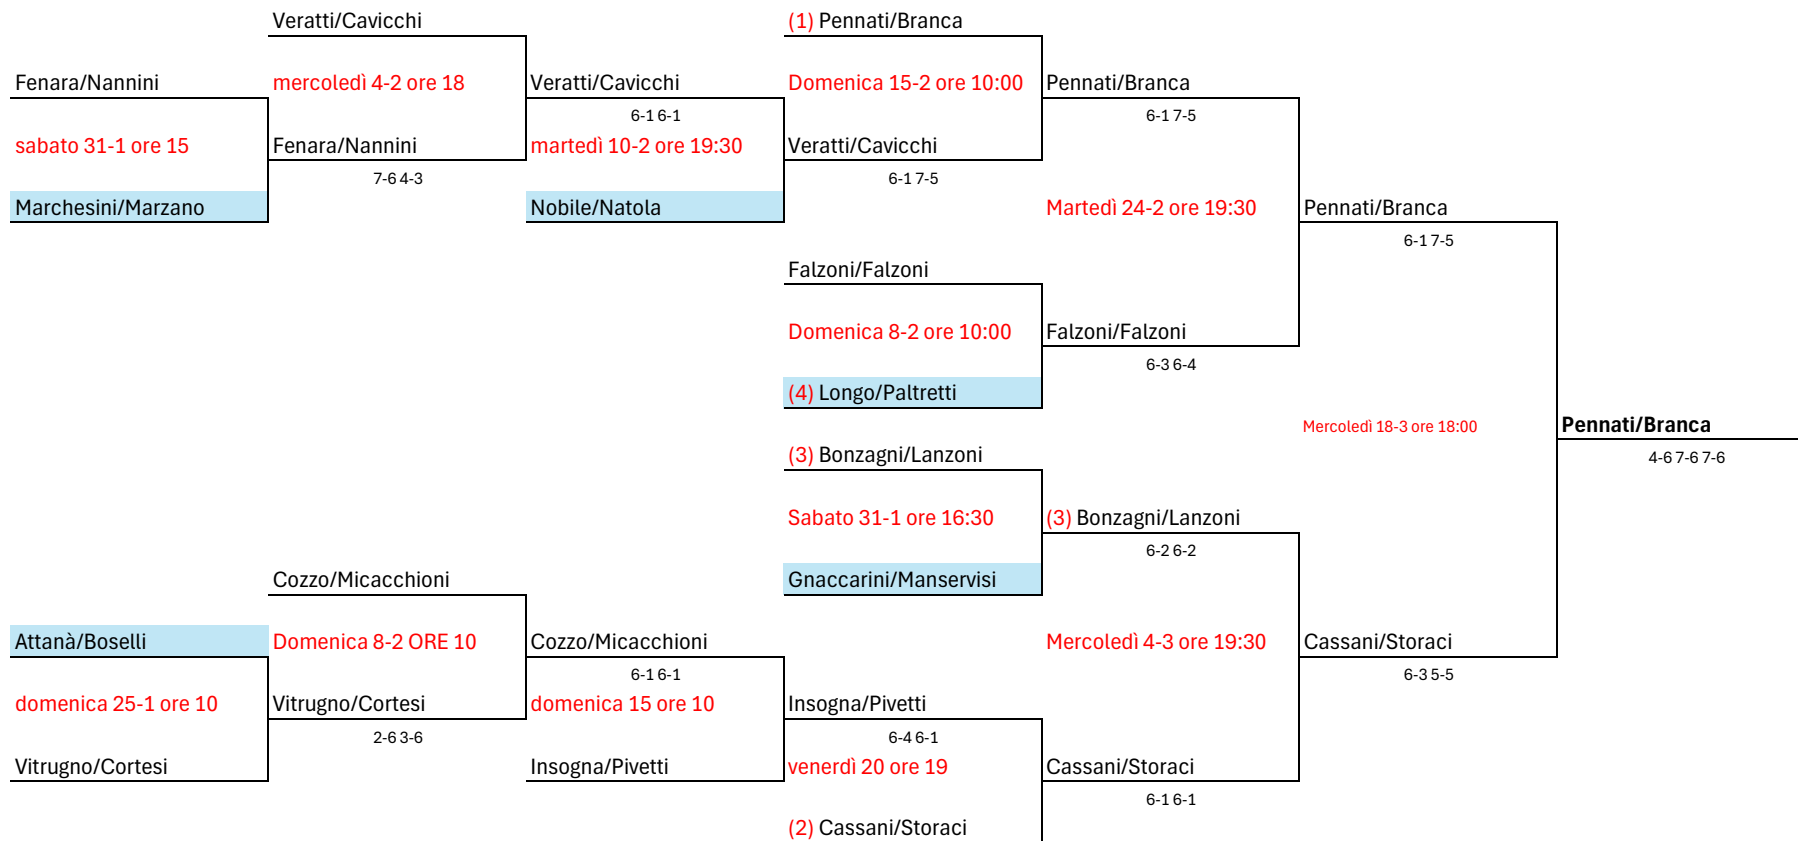 Veratti/Cavicchi
(1) Pennati/Branca
Fenara/Nannini
mercoledì 4-2 ore 18
Veratti/Cavicchi
Domenica 15-2 ore 10:00
Pennati/Branca
6-1 6-1
6-1 7-5
sabato 31-1 ore 15
Fenara/Nannini
martedì 10-2 ore 19:30
Veratti/Cavicchi
7-6 4-3
6-1 7-5
Marchesini/Marzano
Nobile/Natola
Martedì 24-2 ore 19:30
Pennati/Branca
6-1 7-5
Falzoni/Falzoni
Domenica 8-2 ore 10:00
Falzoni/Falzoni
6-3 6-4
(4) Longo/Paltretti
Mercoledì 18-3 ore 18:00
Pennati/Branca
4-6 7-6 7-6
(3) Bonzagni/Lanzoni
Sabato 31-1 ore 16:30
(3) Bonzagni/Lanzoni
6-2 6-2
Cozzo/Micacchioni
Gnaccarini/Manservisi
Attanà/Boselli
Domenica 8-2 ORE 10
Cozzo/Micacchioni
Mercoledì 4-3 ore 19:30
Cassani/Storaci
6-1 6-1
6-3 5-5
domenica 25-1 ore 10
Vitrugno/Cortesi
domenica 15 ore 10
Insogna/Pivetti
2-6 3-6
6-4 6-1
Vitrugno/Cortesi
Insogna/Pivetti
venerdì 20 ore 19
Cassani/Storaci
6-1 6-1
(2) Cassani/Storaci